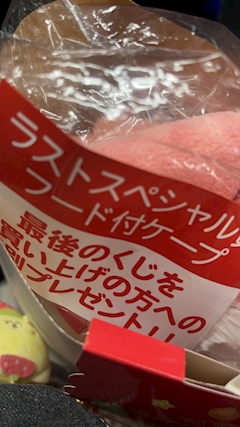 ラストスペシャル
フード付ケープ
最後のくじを
買い上げの方への
別プレゼント!